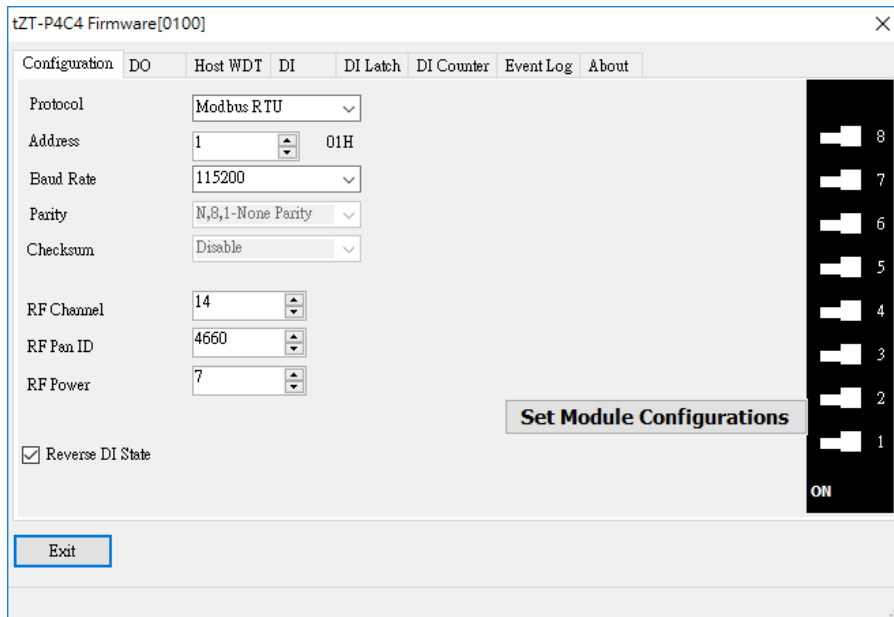 tZT-P4C4 Firmware[0100]
Configuration DO Host WDT DI DI Latch DI Counter Event Log About
Protocol Modbus RTU
Address 1 01H
Baud Rate 115200
Parity N,8,1-None Parity
Checksum Disable
RF Channel 14
RF Pan ID 4660
RF Power 7
Set Module Configurations
Reverse DI State
8
7
6
5
4
3
2
1
ON
Exit